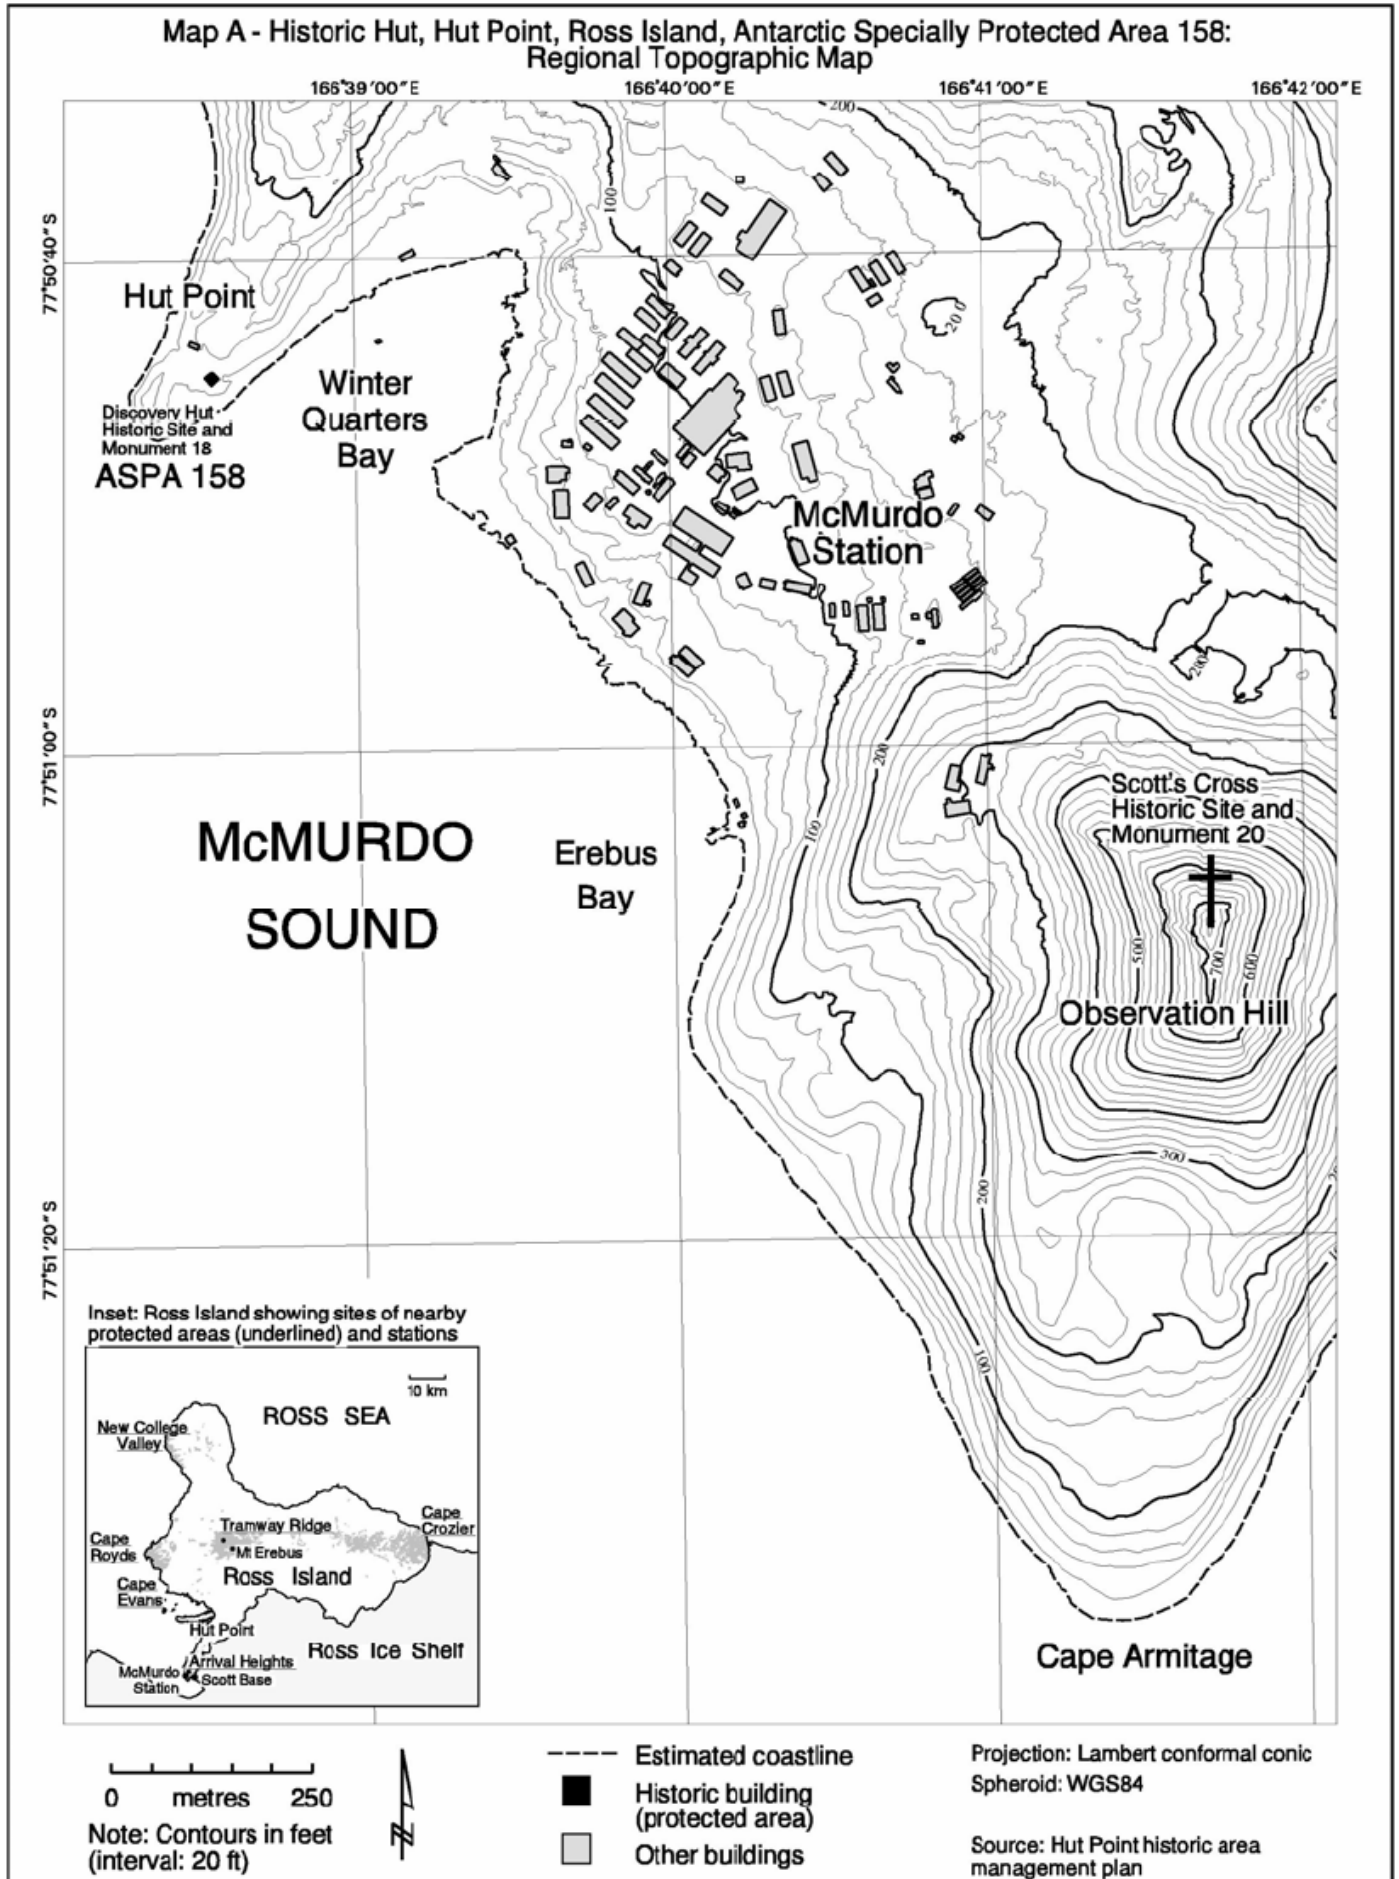 Map A - Historic Hut, Hut Point, Ross Island, Antarctic Specially Protected Area 158:
Regional Topographic Map
166°39'00"E
166°40'00"E
166°41'00"E
166°42'00"E
200
100
77°50'40"S
Hut Point
200
Winter
Quarters
Bay
Discovery Hut
Historic Site and
Monument 18
ASPA 158
McMurdo
Station
200
77°51'00"S
200
100
Scott's Cross
Historic Site and
Monument 20
McMURDO
SOUND
Erebus
Bay
500
700
600
Observation Hill
300
200
77°51'20"S
100
Inset: Ross Island showing sites of nearby
protected areas (underlined) and stations
10 km
ROSS SEA
New College
Valley
Cape
Crozier
Tramway Ridge
Cape
Royds
Mt Erebus
Ross Island
Cape
Evans
Hut Point
Ross Ice Shelf
Arrival Heights
McMurdo
Station
Scott Base
Cape Armitage
0 metres 250
Note: Contours in feet
(interval: 20 ft)
N
Estimated coastline
Historic building
(protected area)
Other buildings
Projection: Lambert conformal conic
Spheroid: WGS84
Source: Hut Point historic area
management plan